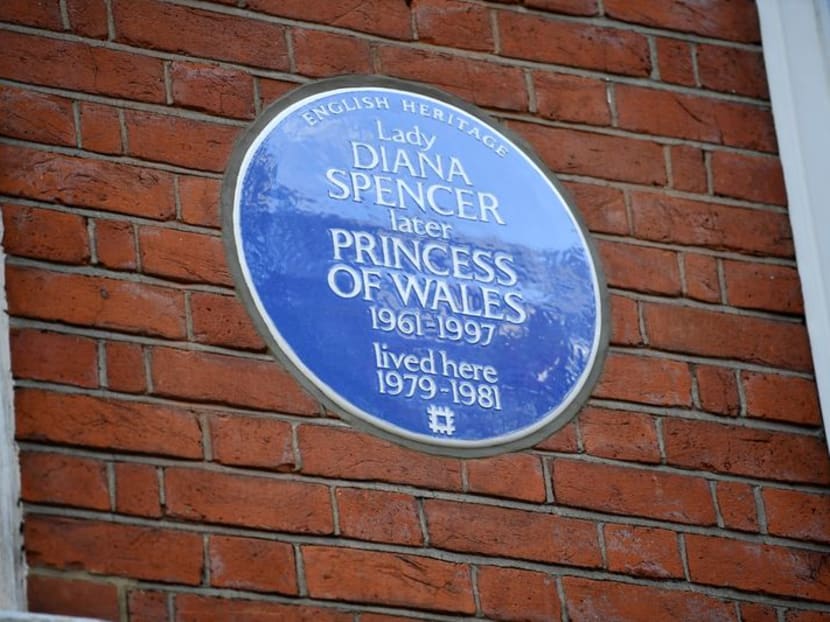 ENGLISH HERITAGE
Lady
DIANA
SPENCER
later
PRINCESS
OF WALES
1961-1997
lived here
1979-1981